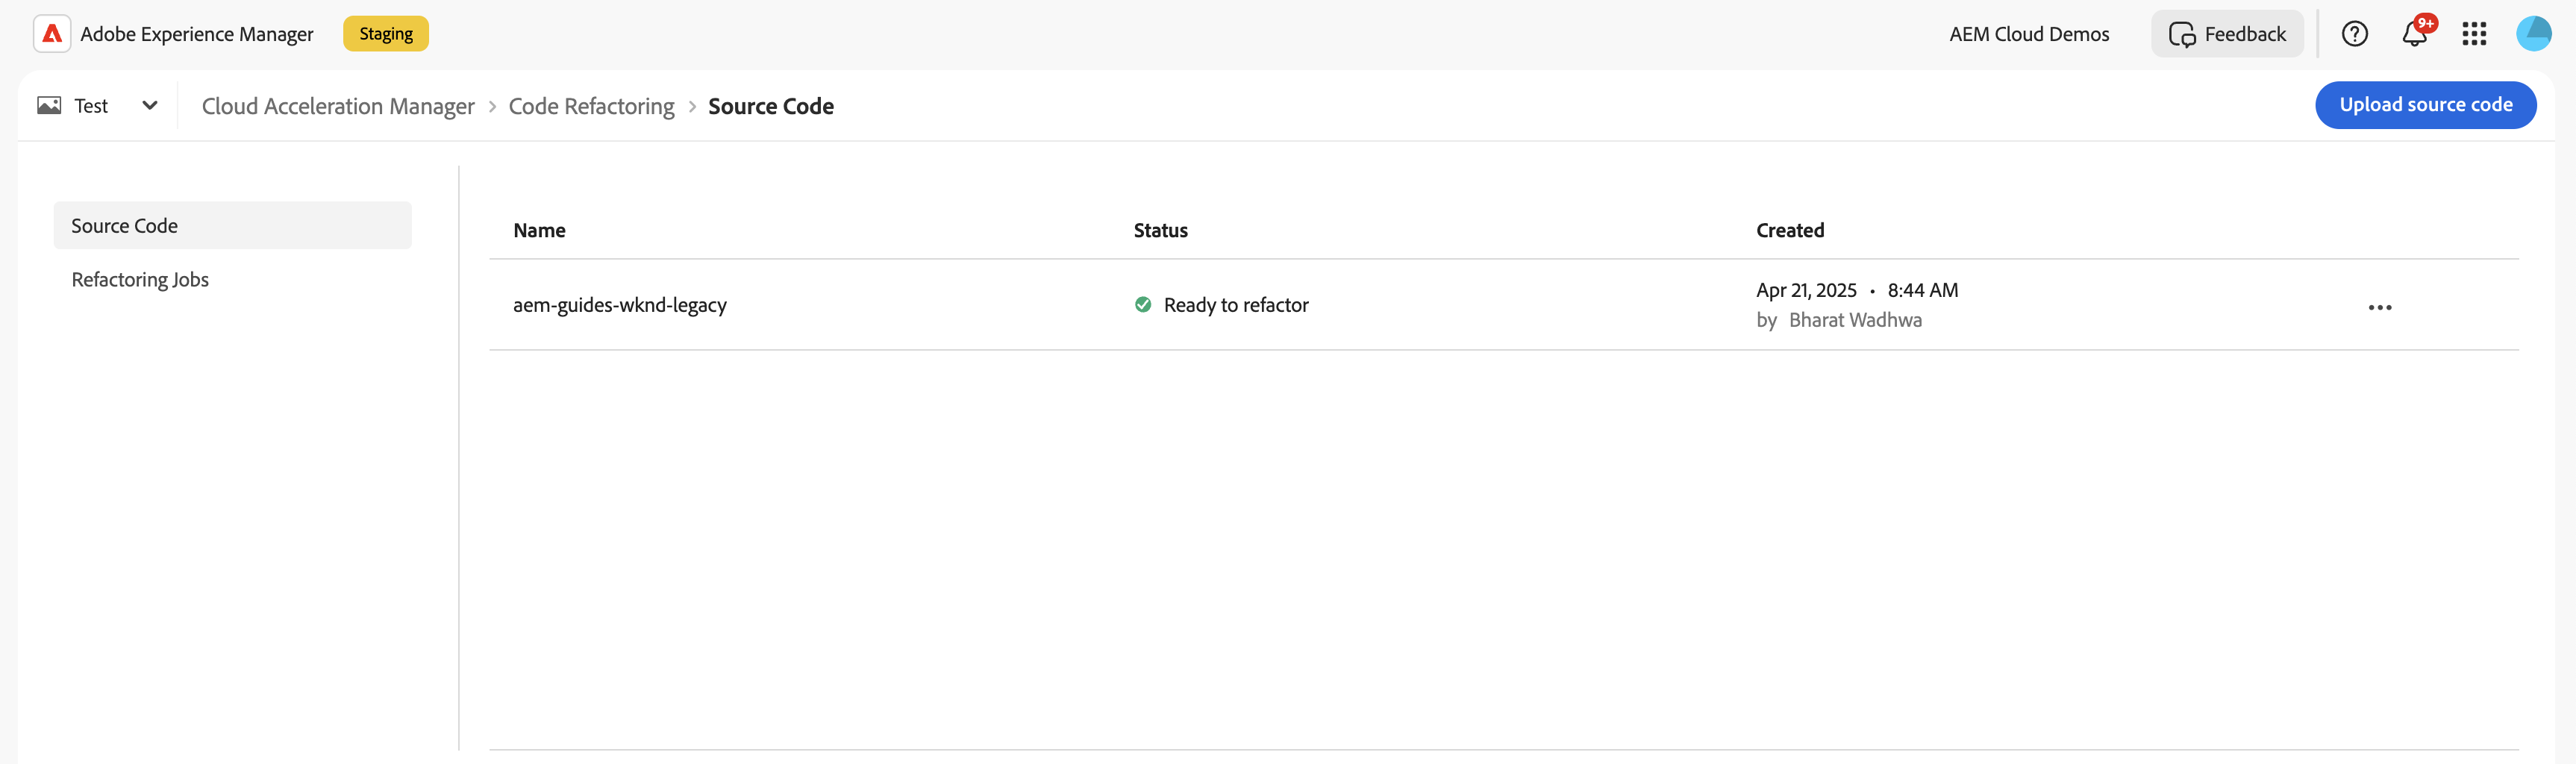 Adobe Experience Manager
Staging
AEM Cloud Demos
Feedback
9+
Test
Cloud Acceleration Manager > Code Refactoring > Source Code
Upload source code
Source Code
Refactoring Jobs
Name Status Created
aem-guides-wknd-legacy
Ready to refactor
Apr 21, 2025 • 8:44 AM
by Bharat Wadhwa